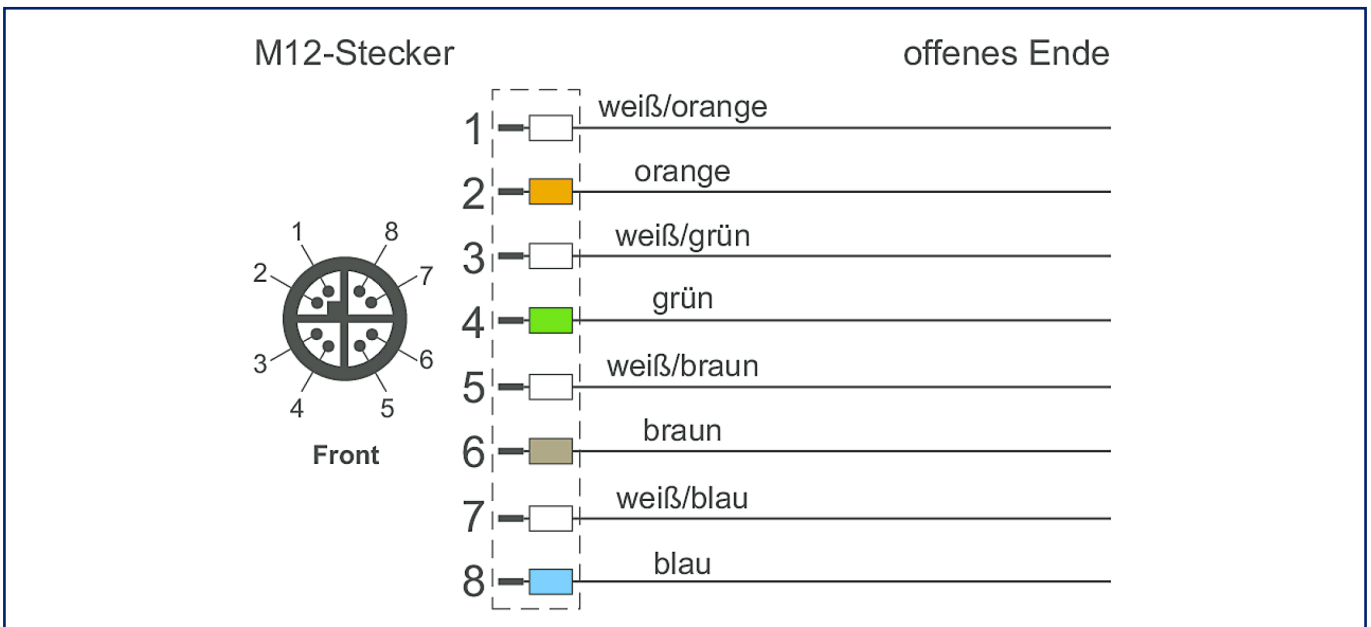 M12-Stecker offenes Ende
1 weiß/orange
2 orange
3 weiß/grün
4 grün
5 weiß/braun
6 braun
7 weiß/blau
8 blau
1 8
2 7
3 6
4 5
Front